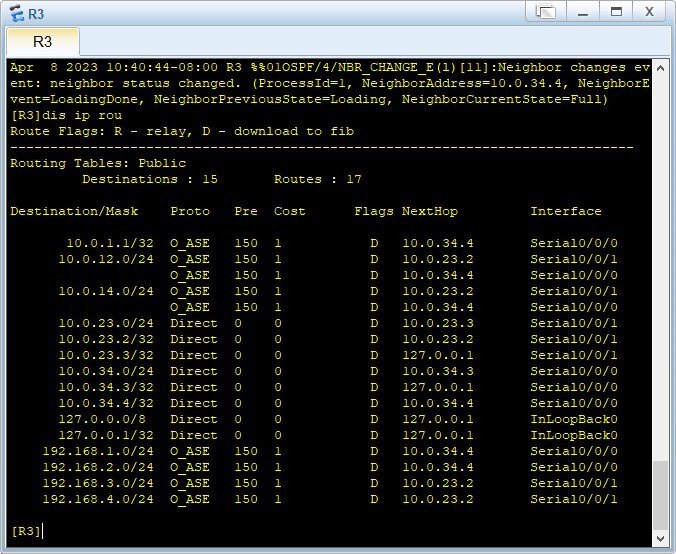 R3
R3
Apr  8 2023 10:40:44-08:00 R3 %%01OSPF/4/NBR_CHANGE_E(l)[11]:Neighbor changes ev
ent: neighbor status changed. (ProcessId=1, NeighborAddress=10.0.34.4, NeighborE
vent=LoadingDone, NeighborPreviousState=Loading, NeighborCurrentState=Full)
[R3]dis ip rou
Route Flags: R - relay, D - download to fib
------------------------------------------------------------------------------
Routing Tables: Public
         Destinations : 15       Routes : 17
Destination/Mask    Proto   Pre  Cost      Flags NextHop         Interface
       10.0.1.1/32  O_ASE   150  1           D   10.0.34.4       Serial0/0/0
      10.0.12.0/24  O_ASE   150  1           D   10.0.23.2       Serial0/0/1
                    O_ASE   150  1           D   10.0.34.4       Serial0/0/0
      10.0.14.0/24  O_ASE   150  1           D   10.0.23.2       Serial0/0/1
                    O_ASE   150  1           D   10.0.34.4       Serial0/0/0
      10.0.23.0/24  Direct  0    0           D   10.0.23.3       Serial0/0/1
      10.0.23.2/32  Direct  0    0           D   10.0.23.2       Serial0/0/1
      10.0.23.3/32  Direct  0    0           D   127.0.0.1       Serial0/0/1
      10.0.34.0/24  Direct  0    0           D   10.0.34.3       Serial0/0/0
      10.0.34.3/32  Direct  0    0           D   127.0.0.1       Serial0/0/0
      10.0.34.4/32  Direct  0    0           D   10.0.34.4       Serial0/0/0
      127.0.0.0/8   Direct  0    0           D   127.0.0.1       InLoopBack0
      127.0.0.1/32  Direct  0    0           D   127.0.0.1       InLoopBack0
    192.168.1.0/24  O_ASE   150  1           D   10.0.34.4       Serial0/0/0
    192.168.2.0/24  O_ASE   150  1           D   10.0.34.4       Serial0/0/0
    192.168.3.0/24  O_ASE   150  1           D   10.0.23.2       Serial0/0/1
    192.168.4.0/24  O_ASE   150  1           D   10.0.23.2       Serial0/0/1
[R3]